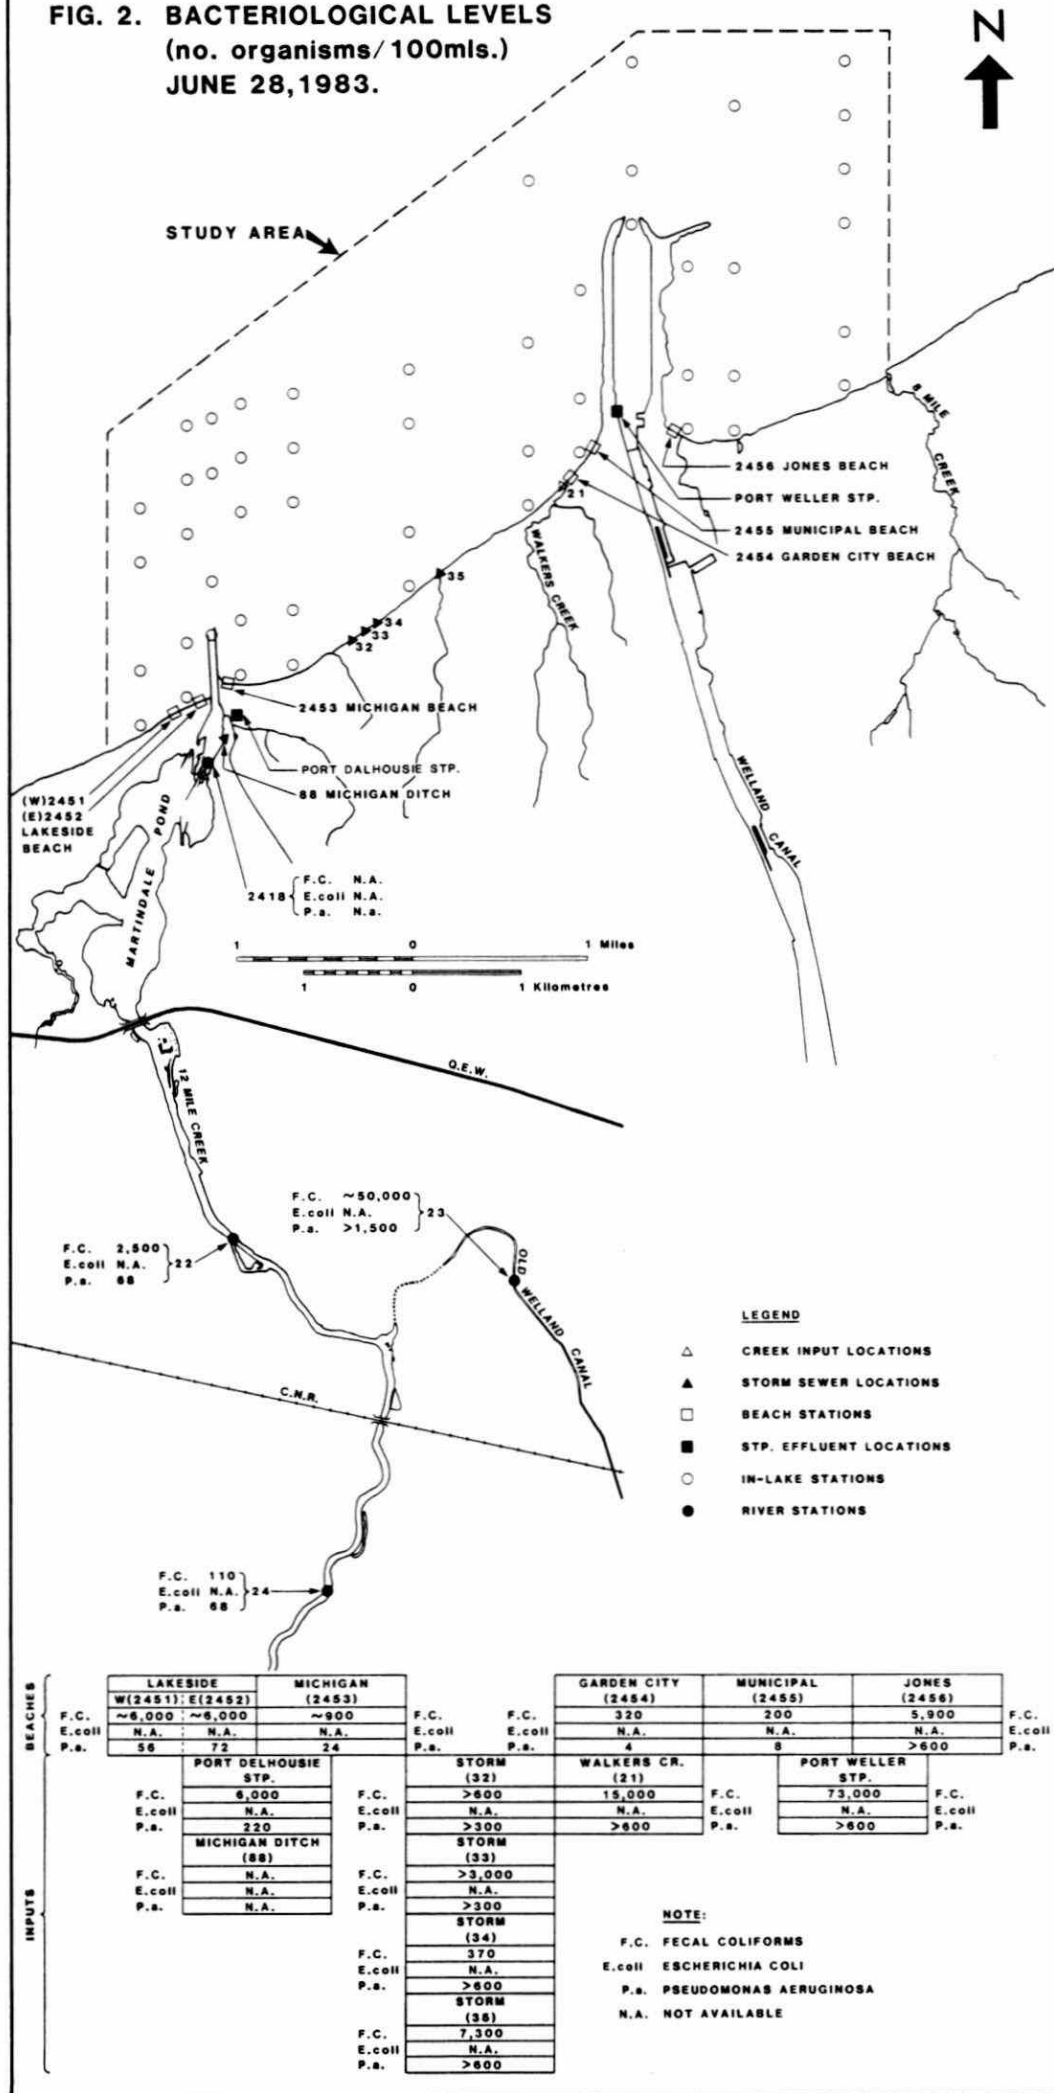 FIG. 2. BACTERIOLOGICAL LEVELS
(no. organisms/100mls.)
JUNE 28,1983.
N
STUDY AREA
8 MILE
CREEK
2456 JONES BEACH
PORT WELLER STP.
21
2455 MUNICIPAL BEACH
2454 GARDEN CITY BEACH
WALKERS CREEK
35
34
33
32
2453 MICHIGAN BEACH
PORT DALHOUSIE STP.
88 MICHIGAN DITCH
(W)2451
(E)2452
LAKESIDE
BEACH
MARTINDALE POND
WELLAND CANAL
2418
F.C. N.A.
E.coli N.A.
P.a. N.a.
1 0 1 Miles
1 0 1 Kilometres
Q.E.W.
12 MILE CREEK
F.C. ~50,000
E.coli N.A. 23
P.a. >1,500
F.C. 2,500
E.coli N.A. 22
P.a. 68
OLD WELLAND CANAL
C.N.R.
LEGEND
CREEK INPUT LOCATIONS
STORM SEWER LOCATIONS
BEACH STATIONS
STP. EFFLUENT LOCATIONS
IN-LAKE STATIONS
RIVER STATIONS
F.C. 110
E.coli N.A. 24
P.a. 68
BEACHES
LAKESIDE MICHIGAN GARDEN CITY MUNICIPAL JONES
W(2451) E(2452) (2453) (2454) (2455) (2456)
F.C. ~6,000 ~6,000 ~900 F.C. F.C. 320 200 5,900 F.C.
E.coli N.A. N.A. N.A. E.coli E.coli N.A. N.A. N.A. E.coli
P.a. 56 72 24 P.a. P.a. 4 8 >600 P.a.
INPUTS
PORT DELHOUSIE STORM WALKERS CR. PORT WELLER
STP. (32) (21) STP.
F.C. 6,000 F.C. >600 15,000 F.C. 73,000 F.C.
E.coli N.A. E.coli N.A. N.A. E.coli N.A. E.coli
P.a. 220 P.a. >300 >600 P.a. >600 P.a.
MICHIGAN DITCH STORM
(88) (33)
F.C. N.A. F.C. >3,000
E.coli N.A. E.coli N.A.
P.a. N.A. P.a. >300
STORM
(34)
F.C. 370
E.coli N.A.
P.a. >600
STORM
(35)
F.C. 7,300
E.coli N.A.
P.a. >600
NOTE:
F.C. FECAL COLIFORMS
E.coli ESCHERICHIA COLI
P.a. PSEUDOMONAS AERUGINOSA
N.A. NOT AVAILABLE